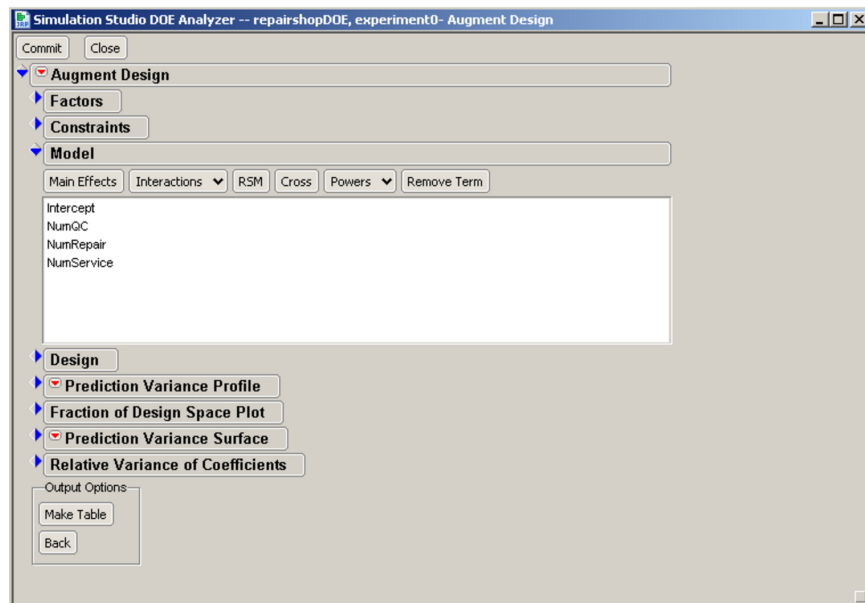 Simulation Studio DOE Analyzer -- repairshopDOE, experiment0- Augment Design
Commit Close
Augment Design
Factors
Constraints
Model
Main Effects Interactions RSM Cross Powers Remove Term
Intercept
NumQC
NumRepair
NumService
Design
Prediction Variance Profile
Fraction of Design Space Plot
Prediction Variance Surface
Relative Variance of Coefficients
Output Options
Make Table
Back